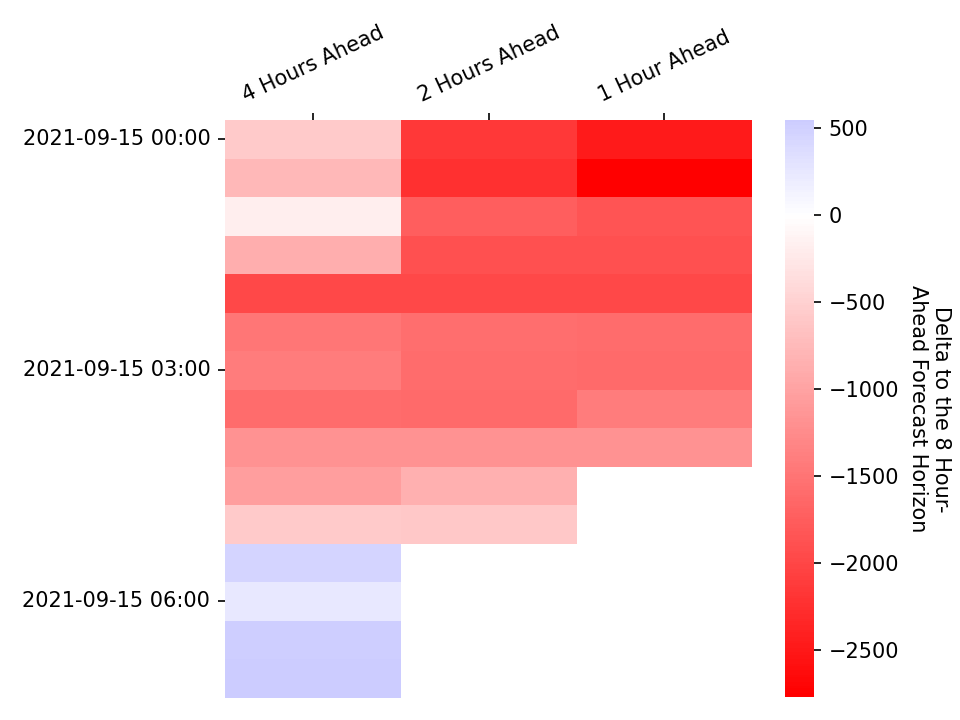 4 Hours Ahead
2 Hours Ahead
1 Hour Ahead
2021-09-15 00:00
2021-09-15 03:00
2021-09-15 06:00
500
0
−500
−1000
−1500
−2000
−2500
Delta to the 8 Hour-
Ahead Forecast Horizon